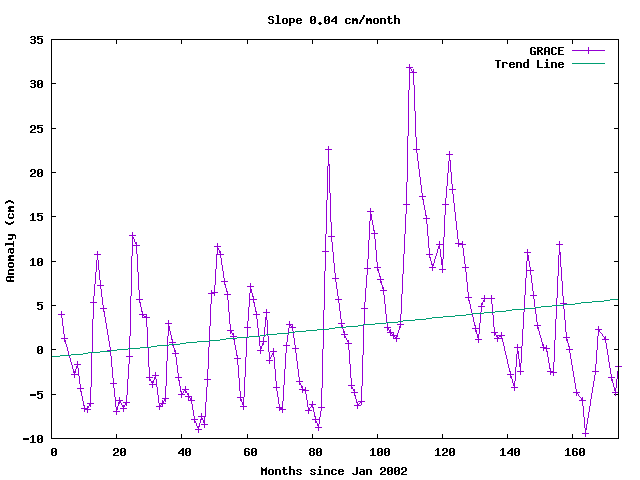 Slope 0.04 cm/month
35
30
25
20
15
10
5
0
-5
-10
Anomaly (cm)
GRACE
Trend Line
0 20 40 60 80 100 120 140 160
Months since Jan 2002